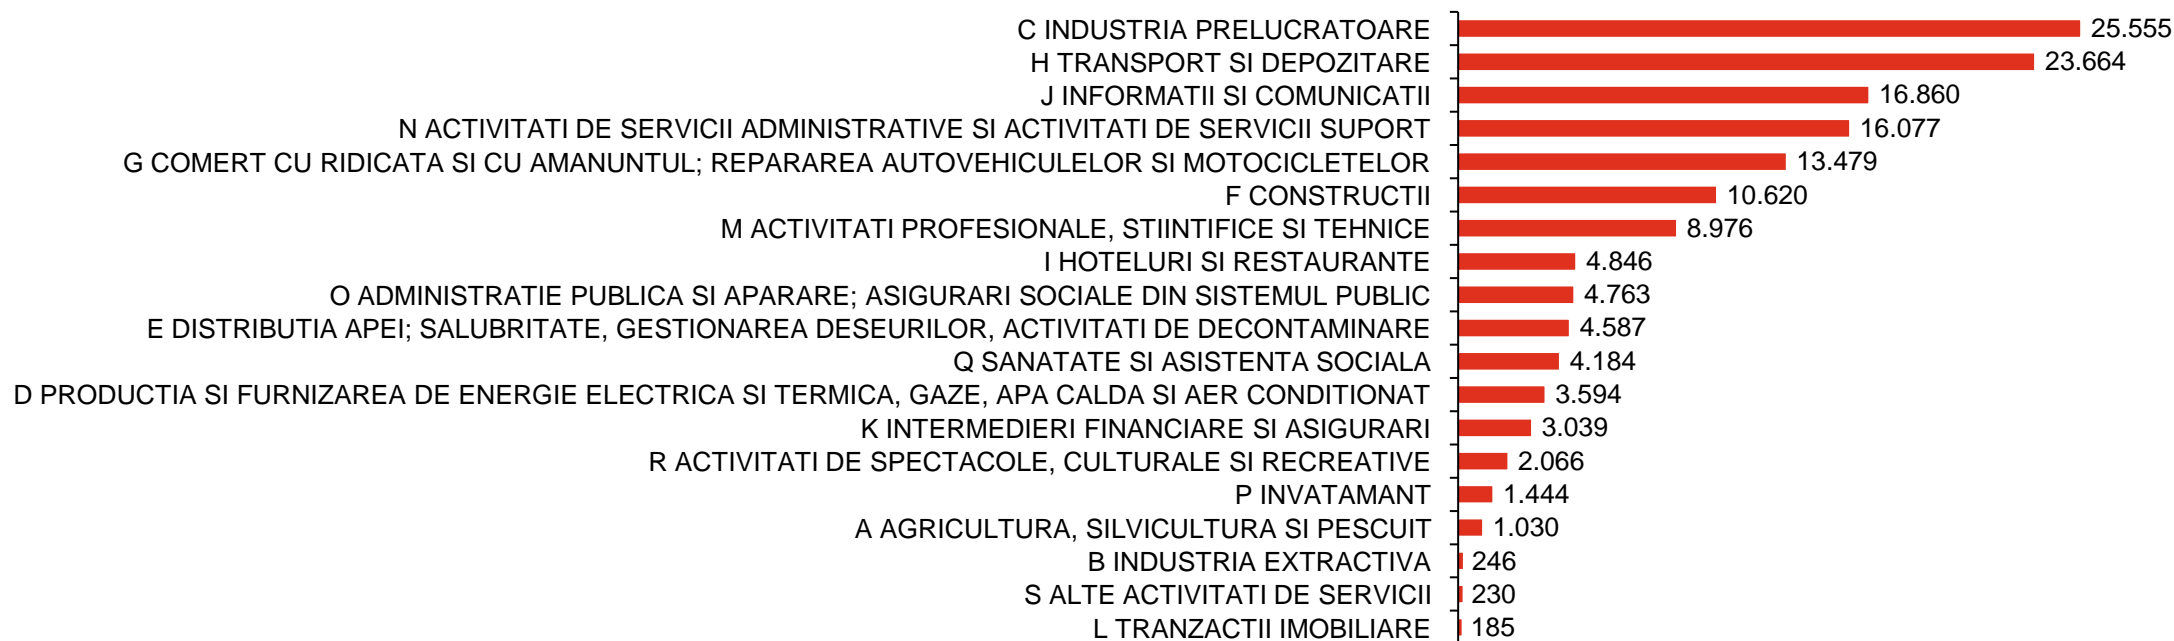 C INDUSTRIA PRELUCRATOARE 25.555
H TRANSPORT SI DEPOZITARE 23.664
J INFORMATII SI COMUNICATII 16.860
N ACTIVITATI DE SERVICII ADMINISTRATIVE SI ACTIVITATI DE SERVICII SUPORT 16.077
G COMERT CU RIDICATA SI CU AMANUNTUL; REPARAREA AUTOVEHICULELOR SI MOTOCICLETELOR 13.479
F CONSTRUCTII 10.620
M ACTIVITATI PROFESIONALE, STIINTIFICE SI TEHNICE 8.976
I HOTELURI SI RESTAURANTE 4.846
O ADMINISTRATIE PUBLICA SI APARARE; ASIGURARI SOCIALE DIN SISTEMUL PUBLIC 4.763
E DISTRIBUTIA APEI; SALUBRITATE, GESTIONAREA DESEURILOR, ACTIVITATI DE DECONTAMINARE 4.587
Q SANATATE SI ASISTENTA SOCIALA 4.184
D PRODUCTIA SI FURNIZAREA DE ENERGIE ELECTRICA SI TERMICA, GAZE, APA CALDA SI AER CONDITIONAT 3.594
K INTERMEDIERI FINANCIARE SI ASIGURARI 3.039
R ACTIVITATI DE SPECTACOLE, CULTURALE SI RECREATIVE 2.066
P INVATAMANT 1.444
A AGRICULTURA, SILVICULTURA SI PESCUIT 1.030
B INDUSTRIA EXTRACTIVA 246
S ALTE ACTIVITATI DE SERVICII 230
L TRANZACTII IMOBILIARE 185